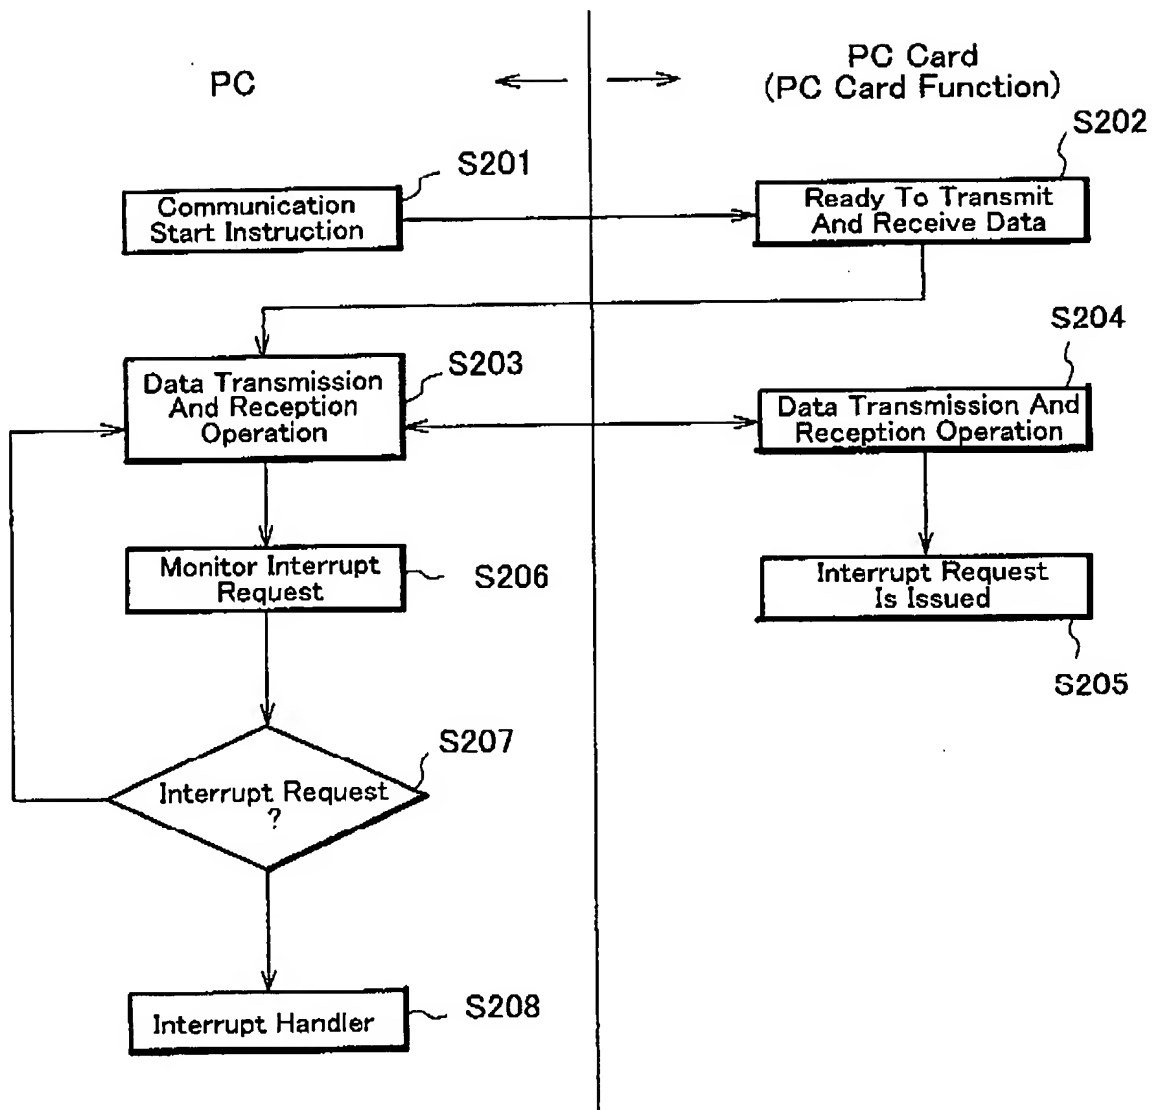 PC
PC Card
(PC Card Function)
S201
S202
Communication
Start Instruction
Ready To Transmit
And Receive Data
S203
S204
Data Transmission
And Reception
Operation
Data Transmission And
Reception Operation
Monitor Interrupt
Request
S206
Interrupt Request
Is Issued
S205
S207
Interrupt Request
?
S208
Interrupt Handler